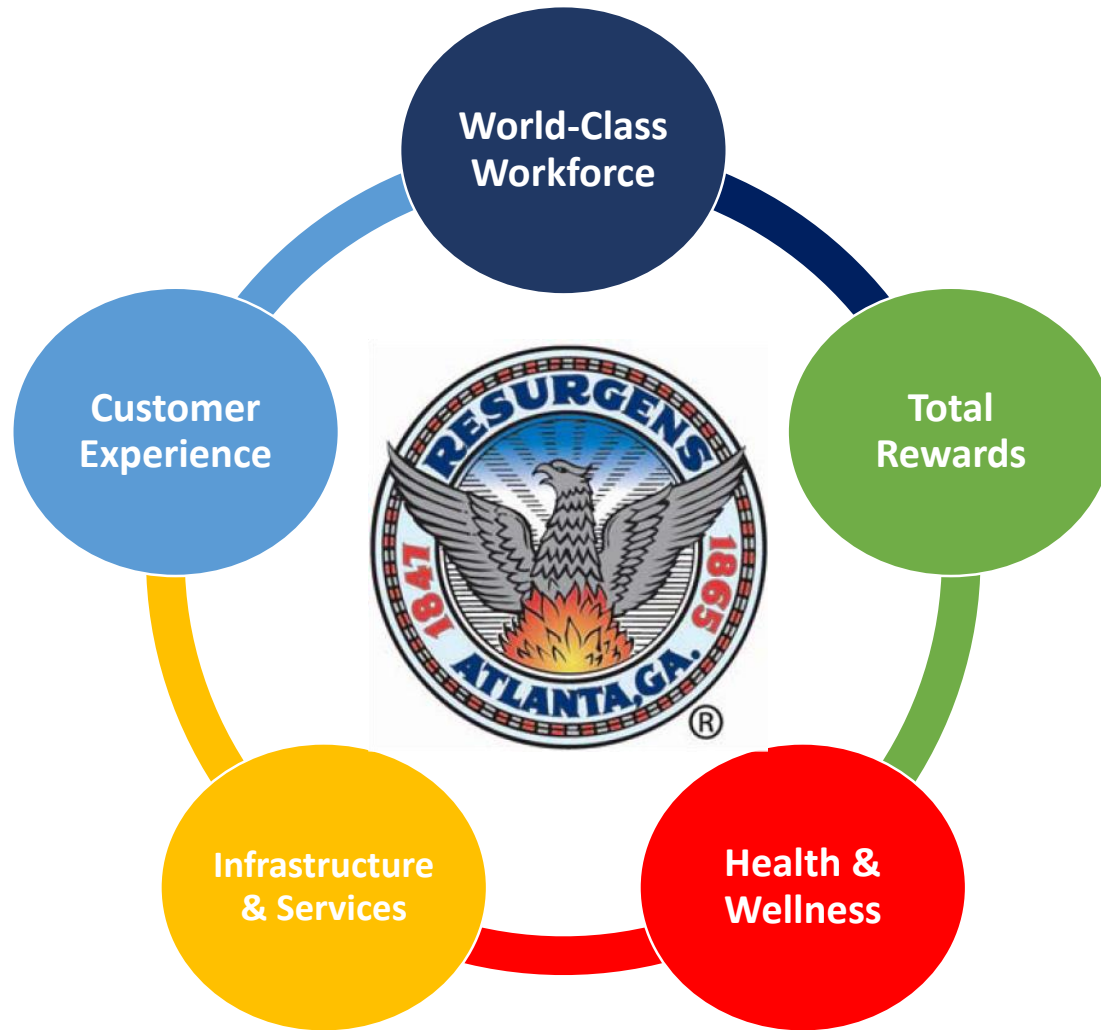 World-Class
Workforce
Customer
Experience
Total
Rewards
RESURGENS
1847
1865
ATLANTA, GA.
®
Infrastructure
& Services
Health &
Wellness